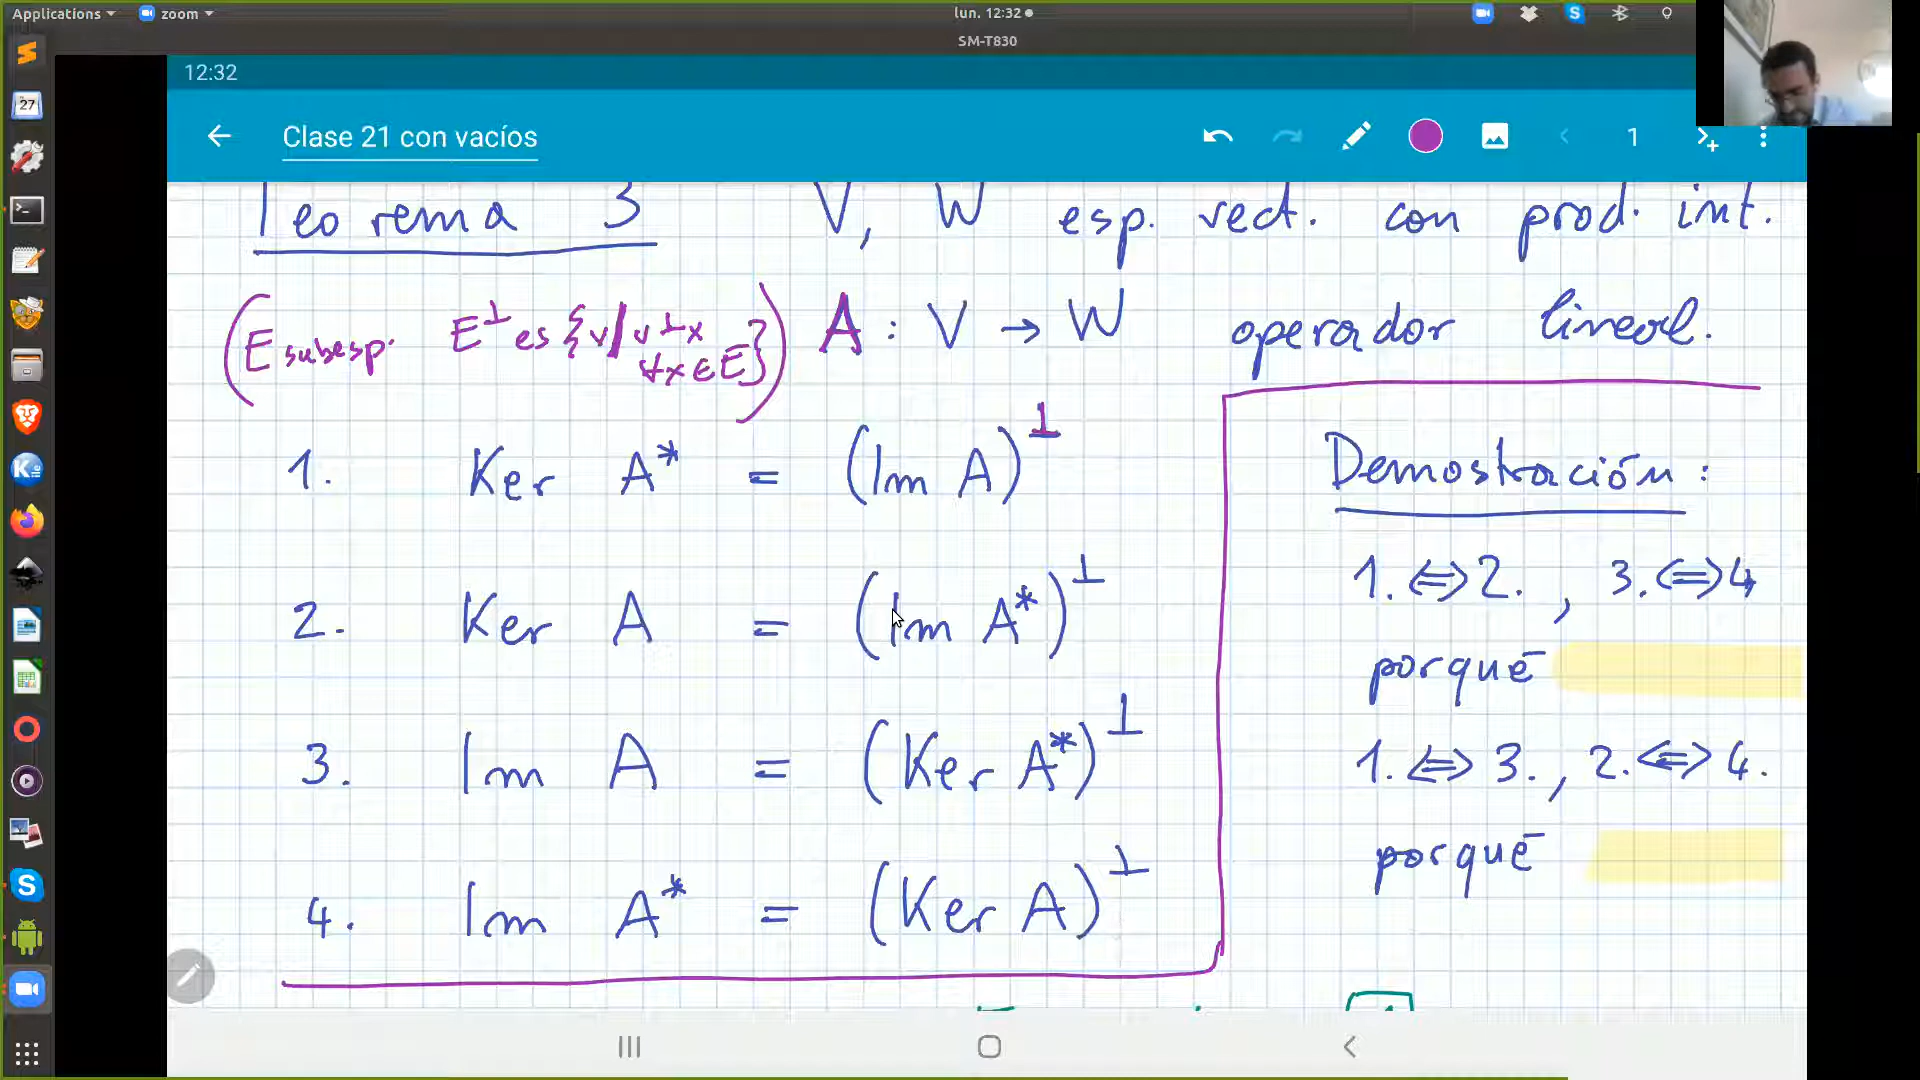 Applications zoom lun. 12:32
SM-T830
12:32
Clase 21 con vacíos 1
Teorema 3 V, W esp. vect. con prod. int.
(E subesp. E⊥ es {v / v ⊥ x ∀x ∈ E}) A : V → W operador lineal.
1. Ker A* = (Im A)⊥
2. Ker A = (Im A*)⊥
3. Im A = (Ker A*)⊥
4. Im A* = (Ker A)⊥
Demostración:
1. ⇔ 2. , 3. ⇔ 4
porqué
1. ⇔ 3. , 2. ⇔ 4.
porqué